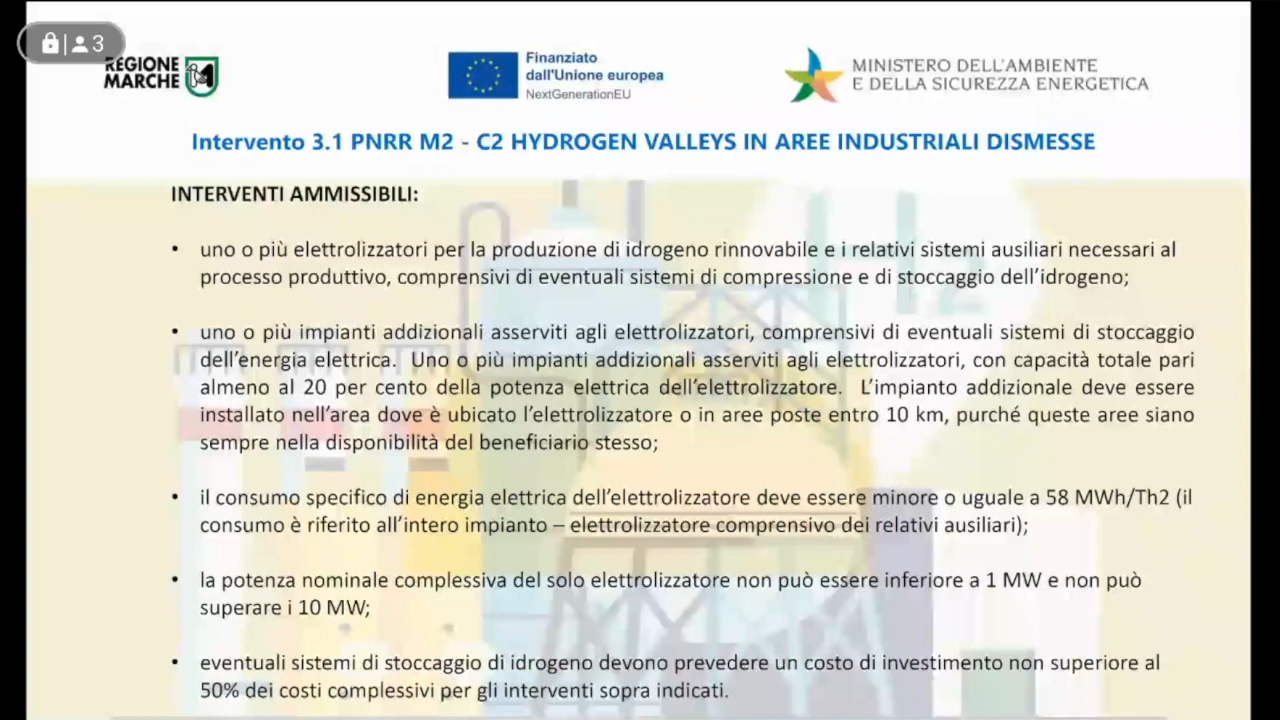 3
REGIONE
MARCHE
Finanziato
dall'Unione europea
NextGenerationEU
MINISTERO DELL'AMBIENTE
E DELLA SICUREZZA ENERGETICA
Intervento 3.1 PNRR M2 - C2 HYDROGEN VALLEYS IN AREE INDUSTRIALI DISMESSE
INTERVENTI AMMISSIBILI:
• uno o più elettrolizzatori per la produzione di idrogeno rinnovabile e i relativi sistemi ausiliari necessari al
processo produttivo, comprensivi di eventuali sistemi di compressione e di stoccaggio dell'idrogeno;
• uno o più impianti addizionali asserviti agli elettrolizzatori, comprensivi di eventuali sistemi di stoccaggio
dell'energia elettrica. Uno o più impianti addizionali asserviti agli elettrolizzatori, con capacità totale pari
almeno al 20 per cento della potenza elettrica dell'elettrolizzatore. L'impianto addizionale deve essere
installato nell'area dove è ubicato l'elettrolizzatore o in aree poste entro 10 km, purché queste aree siano
sempre nella disponibilità del beneficiario stesso;
• il consumo specifico di energia elettrica dell'elettrolizzatore deve essere minore o uguale a 58 MWh/Th2 (il
consumo è riferito all'intero impianto – elettrolizzatore comprensivo dei relativi ausiliari);
• la potenza nominale complessiva del solo elettrolizzatore non può essere inferiore a 1 MW e non può
superare i 10 MW;
• eventuali sistemi di stoccaggio di idrogeno devono prevedere un costo di investimento non superiore al
50% dei costi complessivi per gli interventi sopra indicati.